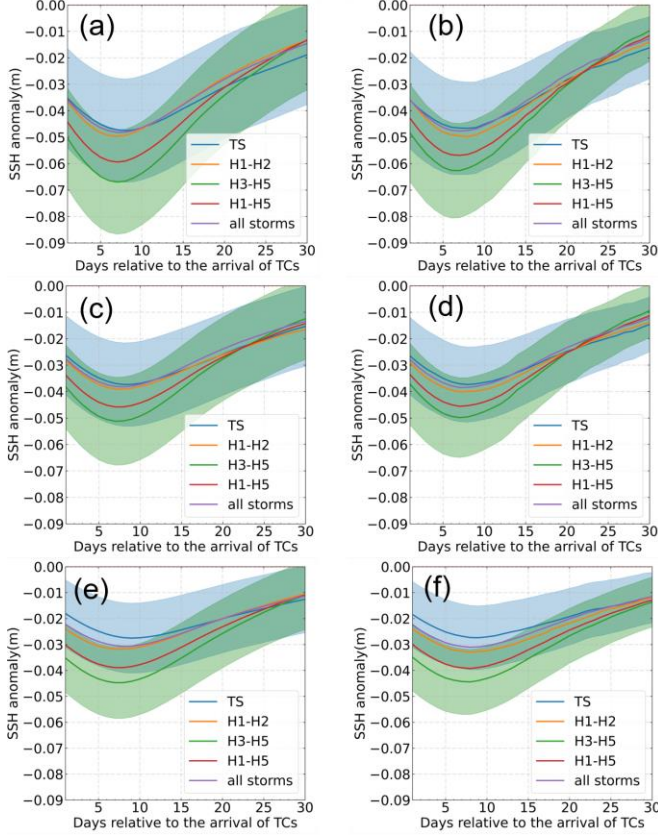 (a)
SSH anomaly(m)
0.00
−0.01
−0.02
−0.03
−0.04
−0.05
−0.06
−0.07
−0.08
−0.09
TS
H1-H2
H3-H5
H1-H5
all storms
5 10 15 20 25 30
Days relative to the arrival of TCs
(b)
SSH anomaly(m)
0.00
−0.01
−0.02
−0.03
−0.04
−0.05
−0.06
−0.07
−0.08
−0.09
TS
H1-H2
H3-H5
H1-H5
all storms
5 10 15 20 25 30
Days relative to the arrival of TCs
(c)
SSH anomaly(m)
0.00
−0.01
−0.02
−0.03
−0.04
−0.05
−0.06
−0.07
−0.08
−0.09
TS
H1-H2
H3-H5
H1-H5
all storms
5 10 15 20 25 30
Days relative to the arrival of TCs
(d)
SSH anomaly(m)
0.00
−0.01
−0.02
−0.03
−0.04
−0.05
−0.06
−0.07
−0.08
−0.09
TS
H1-H2
H3-H5
H1-H5
all storms
5 10 15 20 25 30
Days relative to the arrival of TCs
(e)
SSH anomaly(m)
0.00
−0.01
−0.02
−0.03
−0.04
−0.05
−0.06
−0.07
−0.08
−0.09
TS
H1-H2
H3-H5
H1-H5
all storms
5 10 15 20 25 30
Days relative to the arrival of TCs
(f)
SSH anomaly(m)
0.00
−0.01
−0.02
−0.03
−0.04
−0.05
−0.06
−0.07
−0.08
−0.09
TS
H1-H2
H3-H5
H1-H5
all storms
5 10 15 20 25 30
Days relative to the arrival of TCs